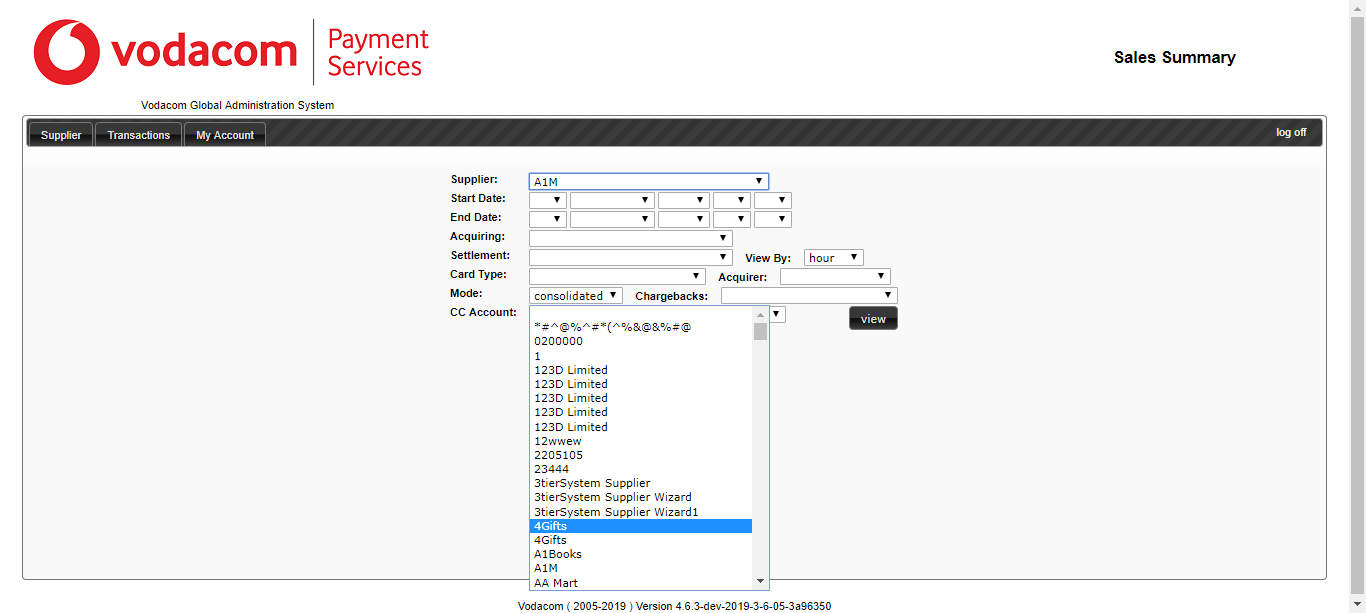 vodacom
Payment
Services
Sales Summary
Vodacom Global Administration System
Supplier Transactions My Account log off
Supplier: A1M
Start Date:
End Date:
Acquiring:
Settlement: View By: hour
Card Type: Acquirer:
Mode: consolidated Chargebacks:
CC Account: view
*#^@%^#*(^%&@&%#@
0200000
1
123D Limited
123D Limited
123D Limited
123D Limited
123D Limited
12wwew
2205105
23444
3tierSystem Supplier
3tierSystem Supplier Wizard
3tierSystem Supplier Wizard1
4Gifts
4Gifts
A1Books
A1M
AA Mart
Vodacom ( 2005-2019 ) Version 4.6.3-dev-2019-3-6-05-3a96350